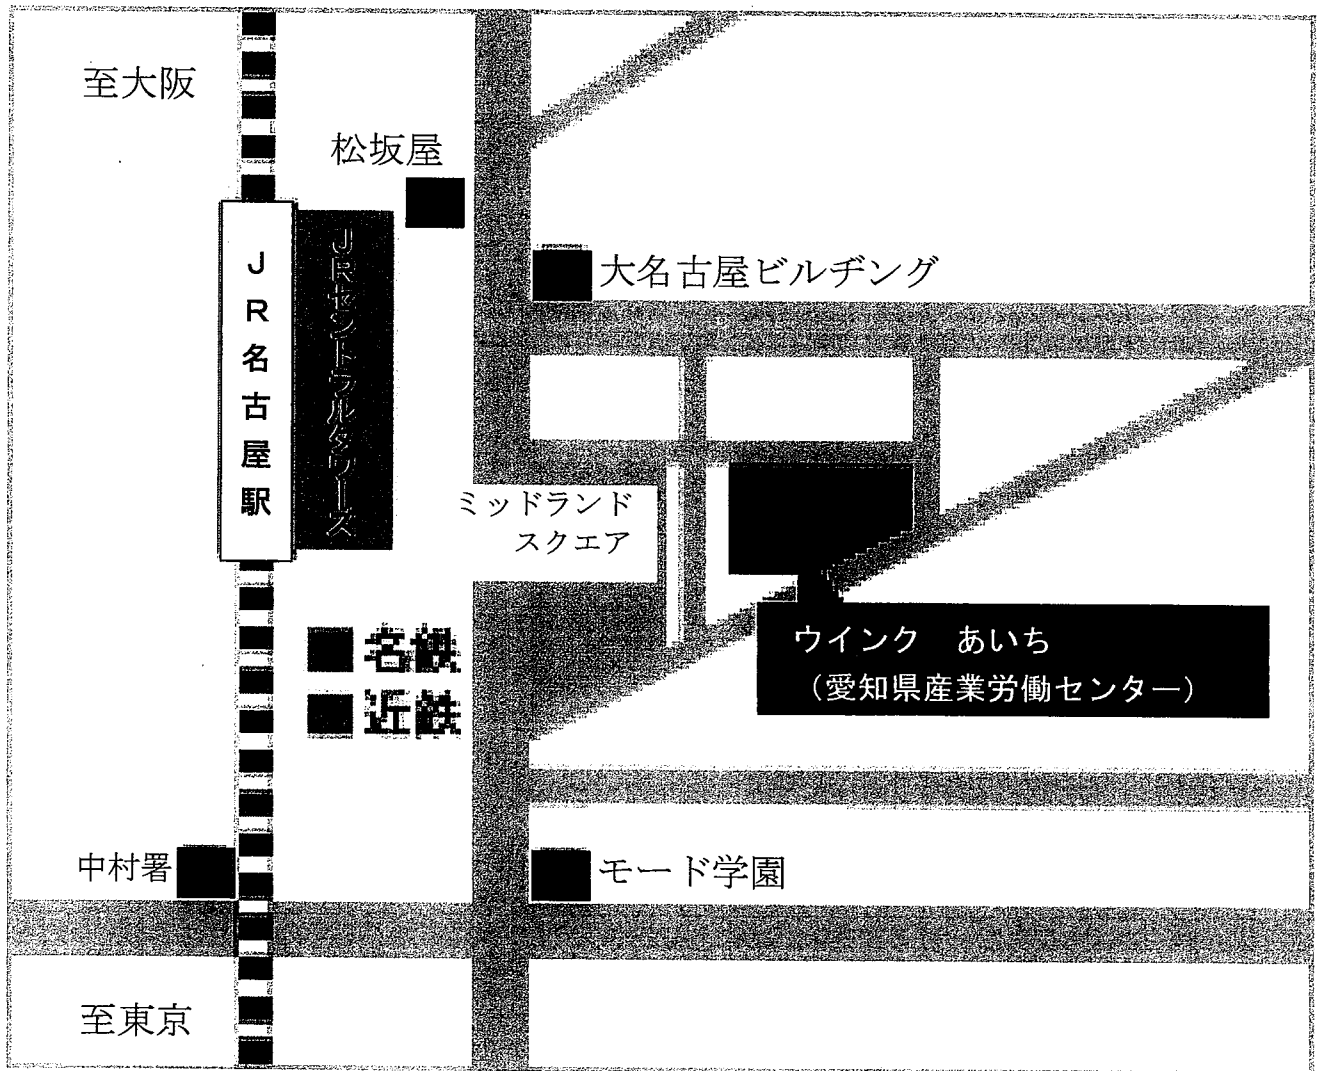 至大阪
松坂屋
JR名古屋駅
JRセントラルタワーズ
大名古屋ビルヂング
ミッドランド
スクエア
名鉄
近鉄
ウインク　あいち
（愛知県産業労働センター）
中村署
モード学園
至東京